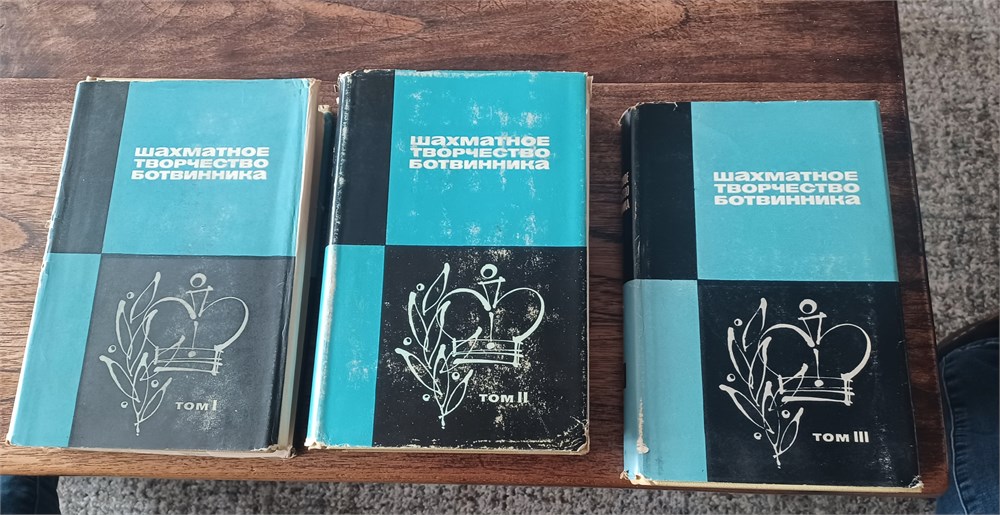 ШАХМАТНОЕ
ТВОРЧЕСТВО
БОТВИННИКА
ТОМ I
ШАХМАТНОЕ
ТВОРЧЕСТВО
БОТВИННИКА
ТОМ II
ШАХМАТНОЕ
ТВОРЧЕСТВО
БОТВИННИКА
ТОМ III